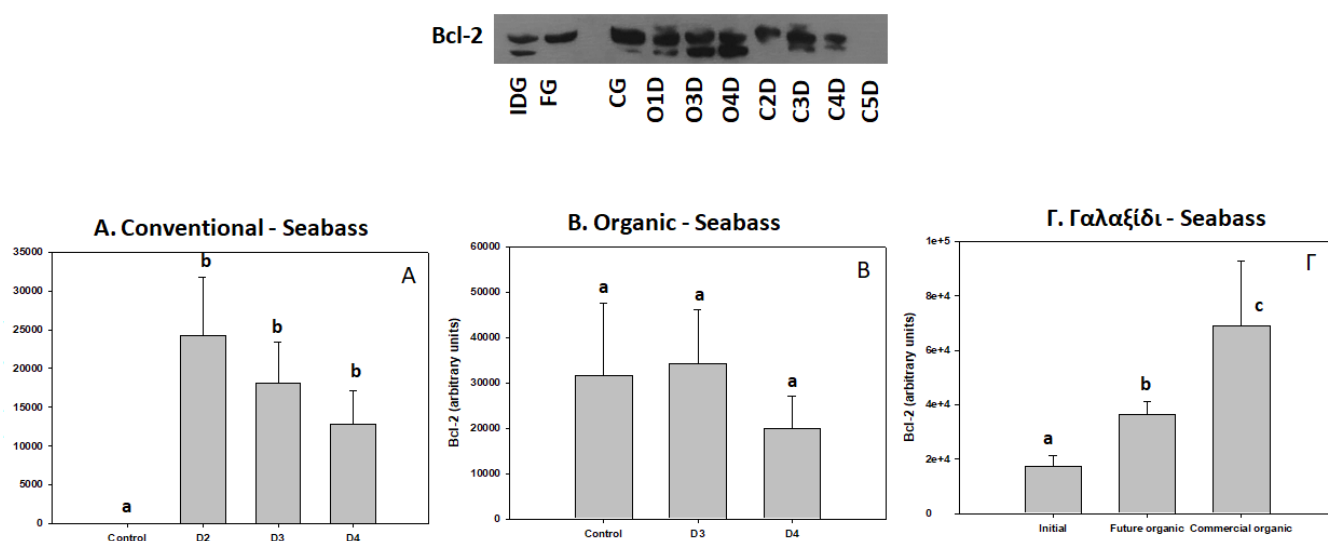 Bcl-2
IDG FG CG O1D O3D O4D C2D C3D C4D C5D
A. Conventional - Seabass
35000
30000
25000
20000
15000
10000
5000
0
A
a b b b
Control D2 D3 D4
B. Organic - Seabass
60000
50000
40000
30000
20000
10000
0
Bcl-2 (arbitrary units)
B
a a a
Control D3 D4
Γ. Γαλαξίδι - Seabass
1e+5
8e+4
6e+4
4e+4
2e+4
0
Bcl-2 (arbitrary units)
Γ
a b c
Initial Future organic Commercial organic